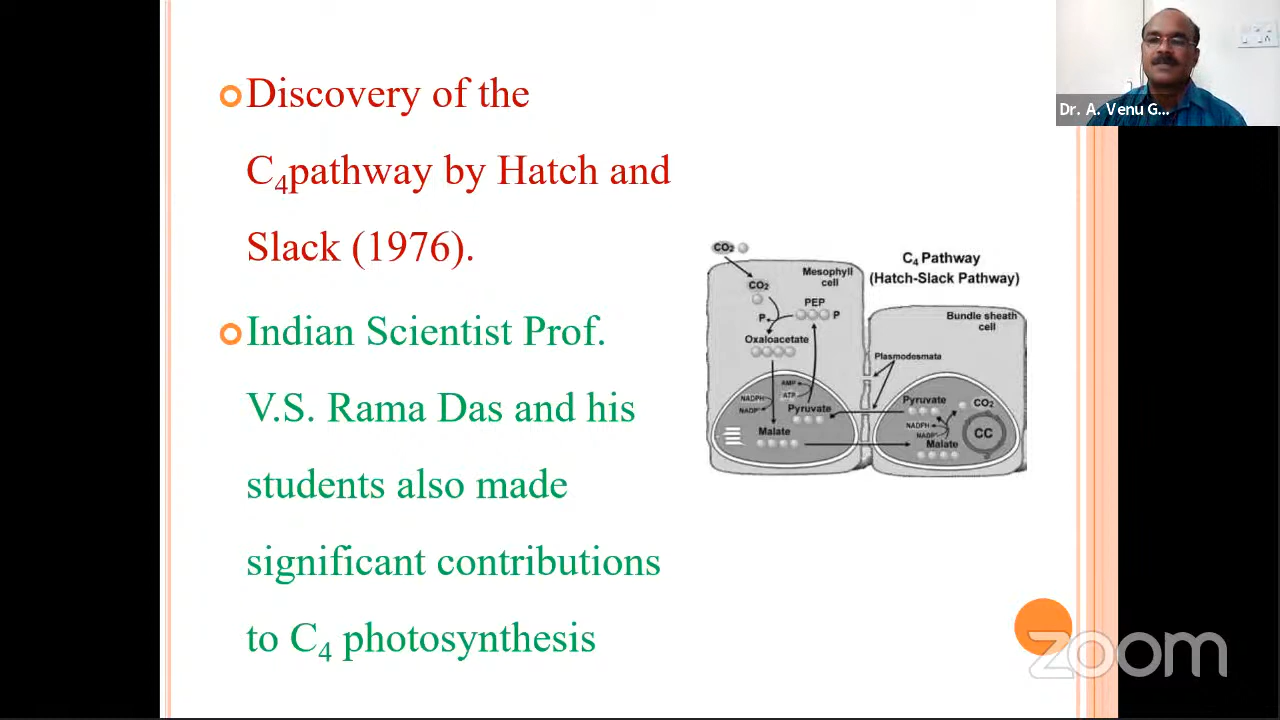 Discovery of the
C₄pathway by Hatch and
Slack (1976).
Indian Scientist Prof.
V.S. Rama Das and his
students also made
significant contributions
to C₄ photosynthesis
CO₂
C₄ Pathway
(Hatch-Slack Pathway)
Mesophyll
cell
CO₂
PEP
P
P
Oxaloacetate
Bundle sheath
cell
Plasmodesmata
AMP
ATP
NADPH
NADP
Pyruvate
Malate
Pyruvate
CO₂
NADPH
NADP
Malate
CC
Dr. A. Venu G...
zoom